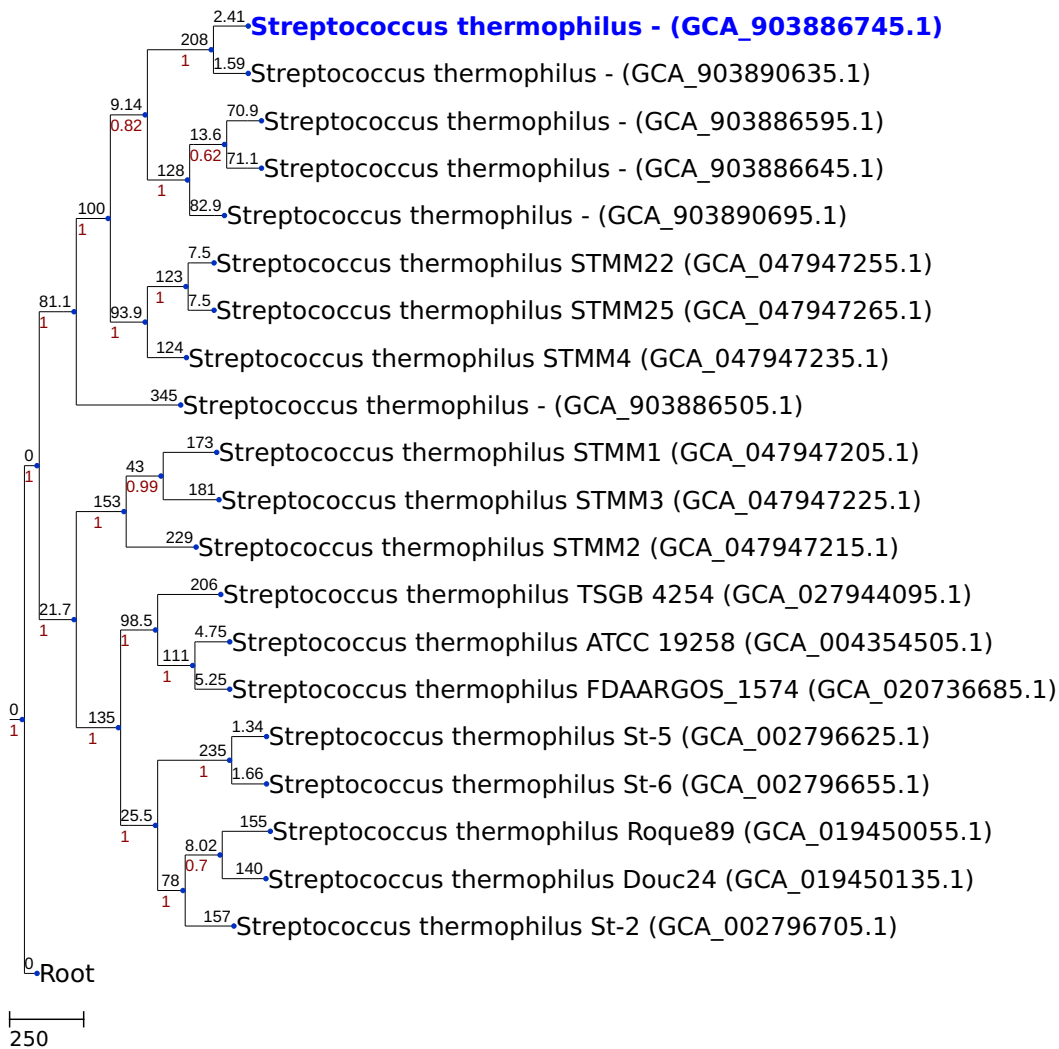 2.41
Streptococcus thermophilus - (GCA_903886745.1)
208
1
1.59
Streptococcus thermophilus - (GCA_903890635.1)
9.14
0.82
70.9
Streptococcus thermophilus - (GCA_903886595.1)
13.6
0.62
71.1
Streptococcus thermophilus - (GCA_903886645.1)
128
1
82.9
Streptococcus thermophilus - (GCA_903890695.1)
100
1
7.5
Streptococcus thermophilus STMM22 (GCA_047947255.1)
123
1
7.5
Streptococcus thermophilus STMM25 (GCA_047947265.1)
81.1
1
93.9
1
124
Streptococcus thermophilus STMM4 (GCA_047947235.1)
345
Streptococcus thermophilus - (GCA_903886505.1)
0
1
173
Streptococcus thermophilus STMM1 (GCA_047947205.1)
43
0.99
181
Streptococcus thermophilus STMM3 (GCA_047947225.1)
153
1
229
Streptococcus thermophilus STMM2 (GCA_047947215.1)
206
Streptococcus thermophilus TSGB 4254 (GCA_027944095.1)
21.7
1
98.5
1
4.75
Streptococcus thermophilus ATCC 19258 (GCA_004354505.1)
111
1
5.25
Streptococcus thermophilus FDAARGOS_1574 (GCA_020736685.1)
0
1
135
1
1.34
Streptococcus thermophilus St-5 (GCA_002796625.1)
235
1
1.66
Streptococcus thermophilus St-6 (GCA_002796655.1)
25.5
1
155
Streptococcus thermophilus Roque89 (GCA_019450055.1)
8.02
0.7
140
Streptococcus thermophilus Douc24 (GCA_019450135.1)
78
1
157
Streptococcus thermophilus St-2 (GCA_002796705.1)
0
Root
250